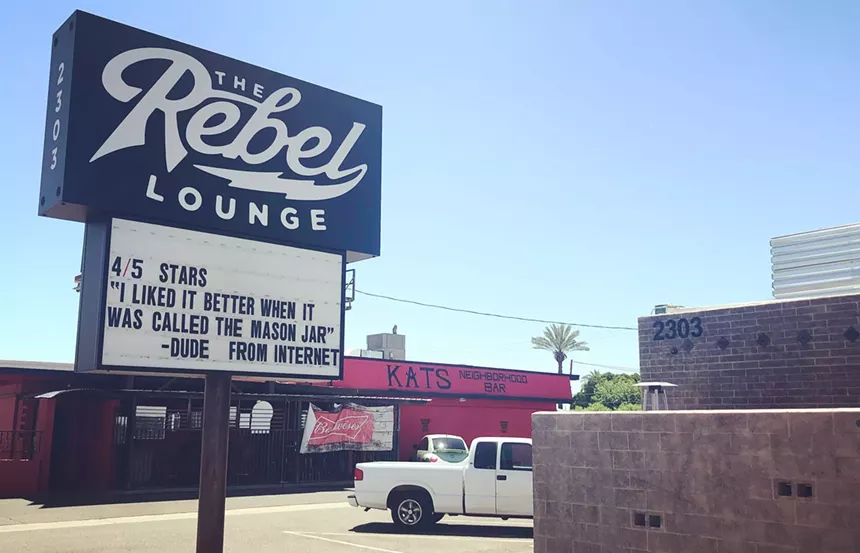 2303
THE
Rebel
LOUNGE
4/5 STARS
"I LIKED IT BETTER WHEN IT
WAS CALLED THE MASON JAR"
-DUDE FROM INTERNET
KATS NEIGHBORHOOD
BAR
Budweiser
2303